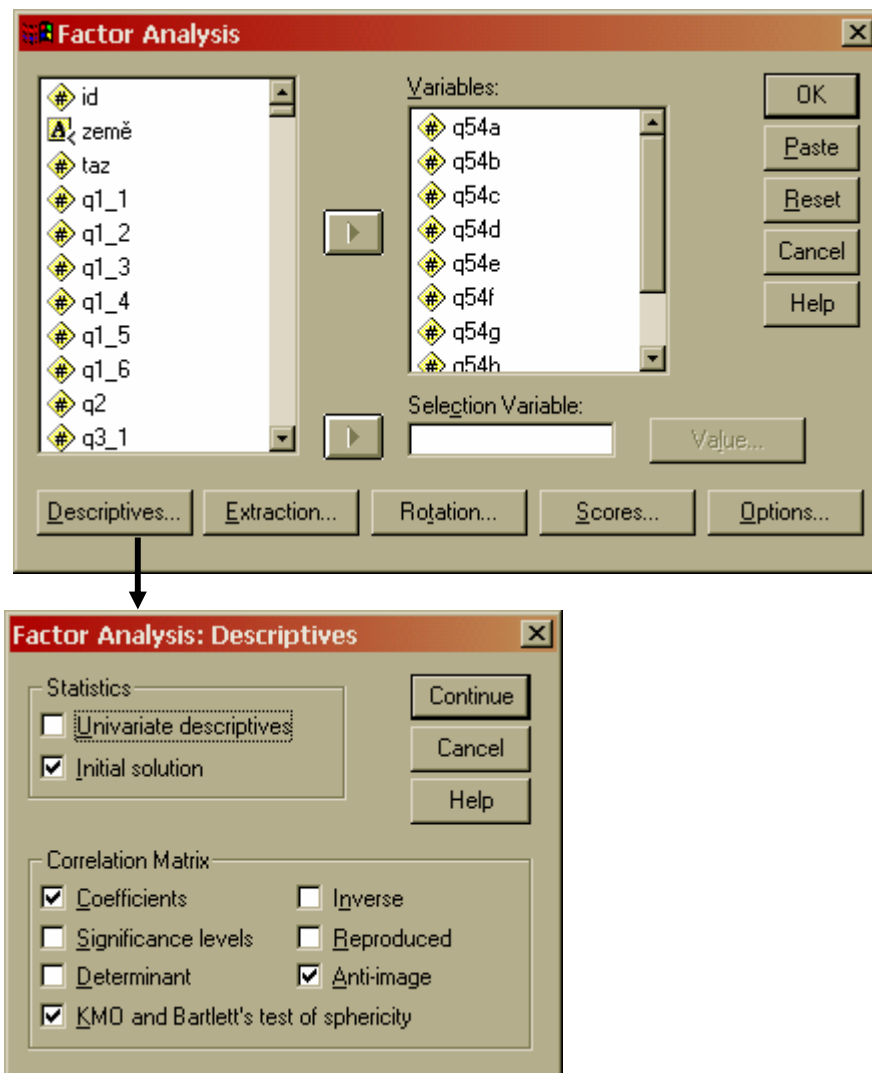 Factor Analysis
id
země
taz
q1_1
q1_2
q1_3
q1_4
q1_5
q1_6
q2
q3_1
Variables:
q54a
q54b
q54c
q54d
q54e
q54f
q54g
q54h
Selection Variable:
Value...
OK
Paste
Reset
Cancel
Help
Descriptives... Extraction... Rotation... Scores... Options...
Factor Analysis: Descriptives
Statistics
Univariate descriptives
Initial solution
Continue
Cancel
Help
Correlation Matrix
Coefficients Inverse
Significance levels Reproduced
Determinant Anti-image
KMO and Bartlett's test of sphericity